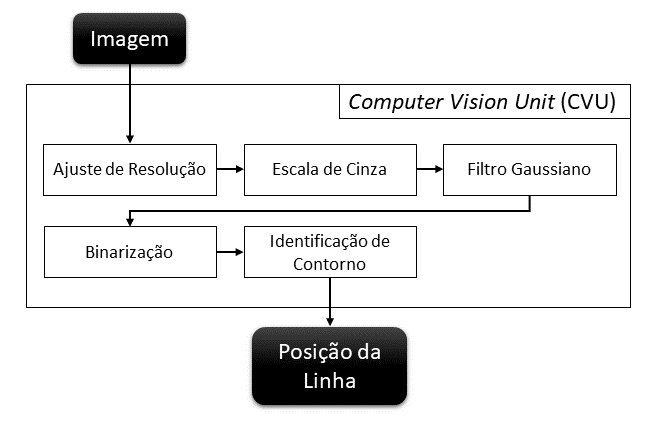 Imagem
Computer Vision Unit (CVU)
Ajuste de Resolução
Escala de Cinza
Filtro Gaussiano
Binarização
Identificação de
Contorno
Posição da
Linha